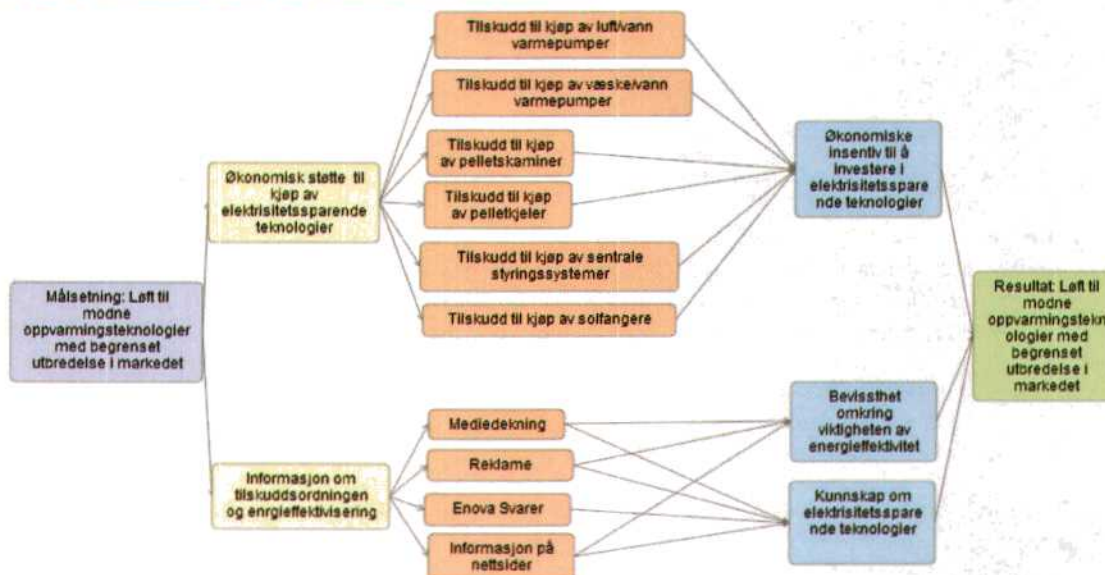 Målsetning: Løft til
modne
oppvarmingsteknologier
med begrenset
utbredelse i markedet
Økonomisk støtte til
kjøp av
elektrisitetssparende
teknologier
Informasjon om
tilskuddsordningen
og enrgieffektivisering
Tilskudd til kjøp av luft/vann
varmepumper
Tilskudd til kjøp av væske/vann
varmepumper
Tilskudd til kjøp
av pelletskaminer
Tilskudd til kjøp
av pelletkjeler
Tilskudd til kjøp av sentrale
styringssystemer
Tilskudd til kjøp av solfangere
Mediedekning
Reklame
Enova Svarer
Informasjon på
nettsider
Økonomiske
insentiv til å
investere i
elektrisitetsspare
nde teknologier
Bevissthet
omkring
viktigheten av
energieffektivitet
Kunnskap om
elektrisitetsspare
nde teknologier
Resultat: Løft til
modne
oppvarmingstekn
ologier med
begrenset
utbredelse i
markedet